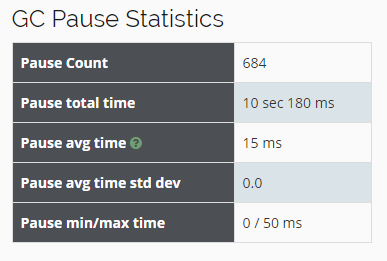 GC Pause Statistics
Pause Count 684
Pause total time 10 sec 180 ms
Pause avg time 15 ms
Pause avg time std dev 0.0
Pause min/max time 0 / 50 ms